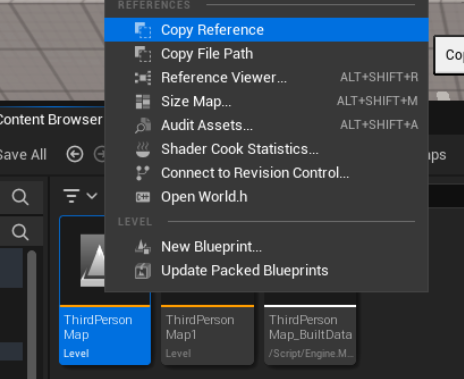 REFERENCES
Copy Reference
Copy File Path
Reference Viewer... ALT+SHIFT+R
Size Map... ALT+SHIFT+M
Audit Assets... ALT+SHIFT+A
Shader Cook Statistics...
Connect to Revision Control...
Open World.h
LEVEL
New Blueprint...
Update Packed Blueprints
Content Browser
Save All
ThirdPerson
Map
Level
ThirdPerson
Map1
Level
ThirdPerson
Map_BuiltData
/Script/Engine.M...